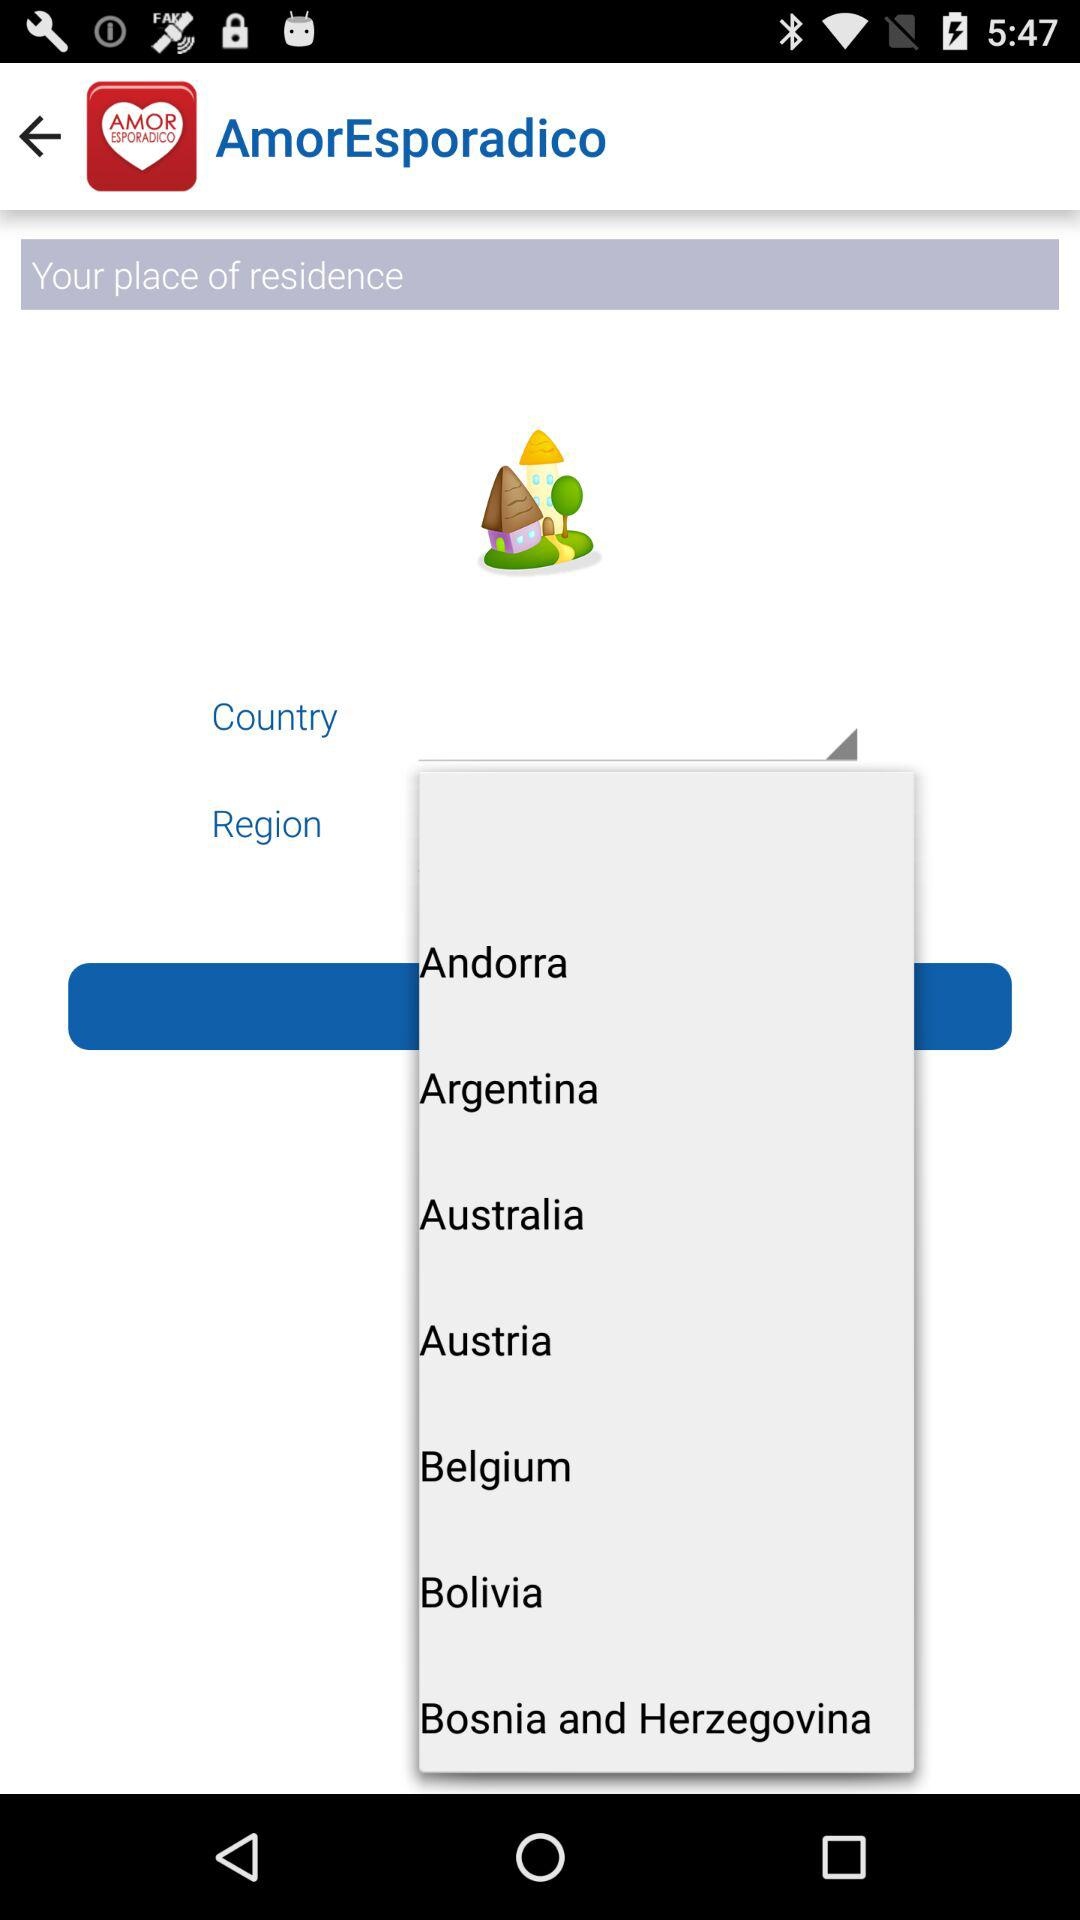 FAKE
5:47
AMOR
ESPORADICO
AmorEsporadico
Your place of residence
Country
Region
Andorra
Argentina
Australia
Austria
Belgium
Bolivia
Bosnia and Herzegovina